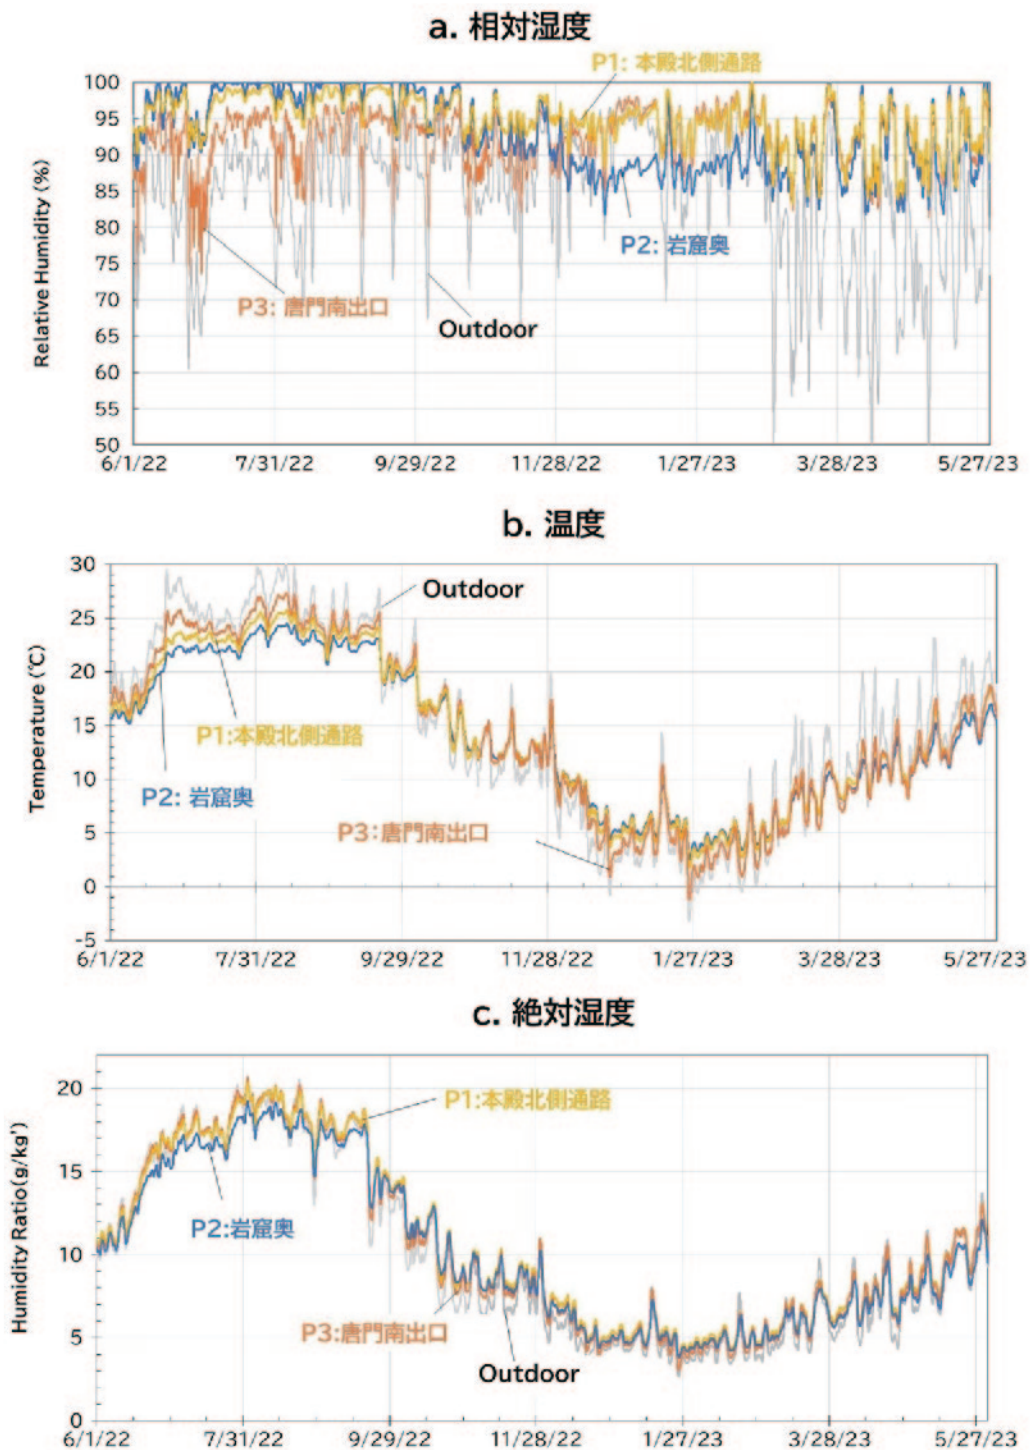 a. 相対湿度
P1: 本殿北側通路
100
95
90
85
80
75
70
65
60
55
50
Relative Humidity (%)
P2: 岩窟奥
P3: 唐門南出口
Outdoor
6/1/22 7/31/22 9/29/22 11/28/22 1/27/23 3/28/23 5/27/23
b. 温度
30
25
20
15
10
5
0
-5
Temperature (℃)
Outdoor
P1:本殿北側通路
P2: 岩窟奥
P3:唐門南出口
6/1/22 7/31/22 9/29/22 11/28/22 1/27/23 3/28/23 5/27/23
c. 絶対湿度
20
15
10
5
0
Humidity Ratio(g/kg')
P1:本殿北側通路
P2:岩窟奥
P3:唐門南出口
Outdoor
6/1/22 7/31/22 9/29/22 11/28/22 1/27/23 3/28/23 5/27/23